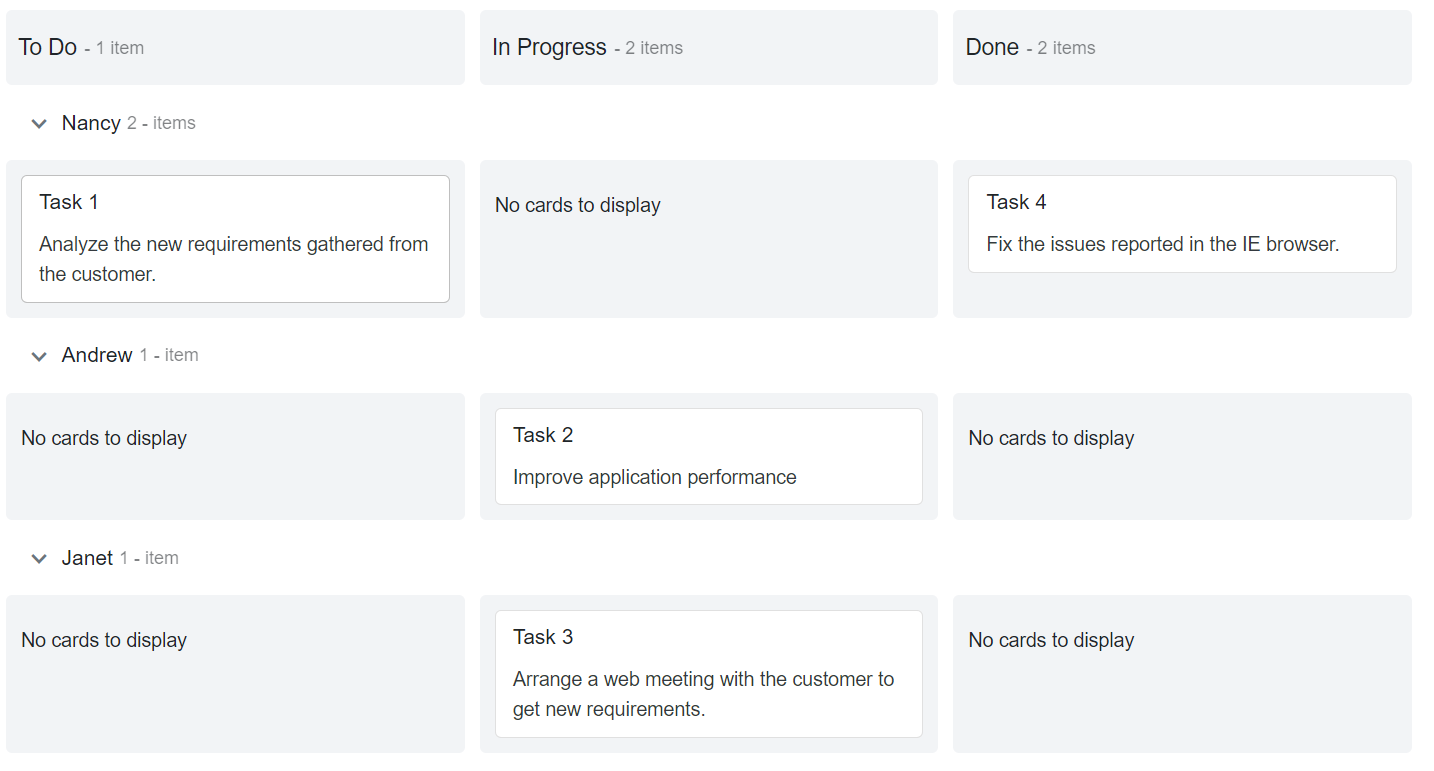 To Do - 1 item
In Progress - 2 items
Done - 2 items
Nancy 2 - items
Task 1
Analyze the new requirements gathered from
the customer.
No cards to display
Task 4
Fix the issues reported in the IE browser.
Andrew 1 - item
No cards to display
Task 2
Improve application performance
No cards to display
Janet 1 - item
No cards to display
Task 3
Arrange a web meeting with the customer to
get new requirements.
No cards to display